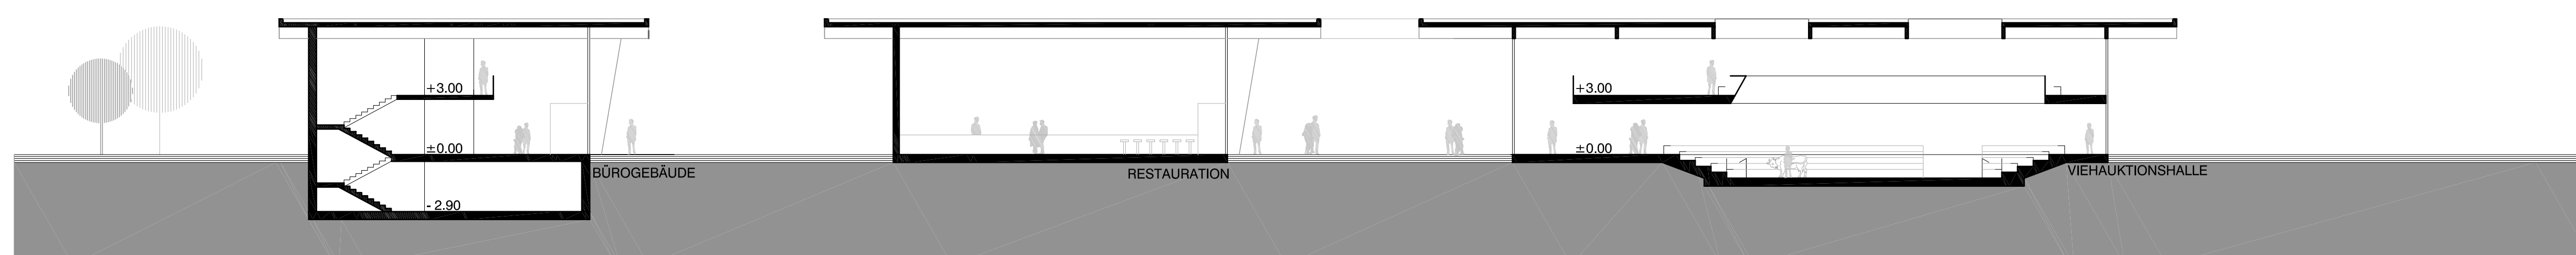 +3.00
±0.00
- 2.90
BÜROGEBÄUDE
RESTAURATION
+3.00
±0.00
VIEHAUKTIONSHALLE